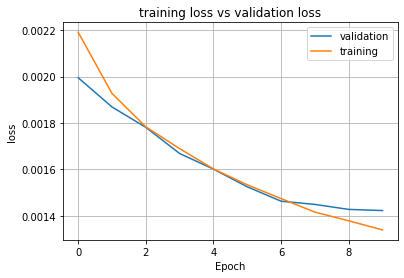 training loss vs validation loss
validation
training
0.0022
0.0020
0.0018
0.0016
0.0014
loss
0 2 4 6 8
Epoch